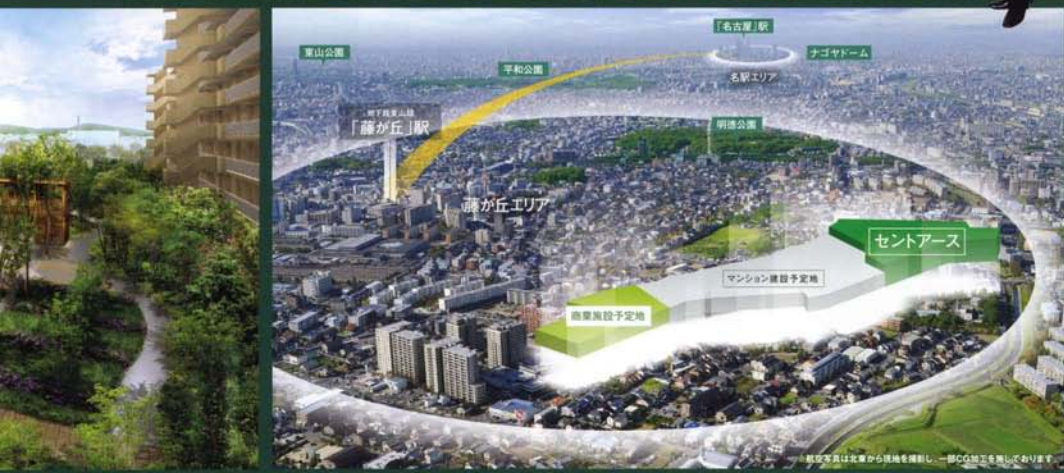 「名古屋」駅
東山公園
ナゴヤドーム
平和公園
名駅エリア
地下鉄東山線
「藤が丘」駅
明徳公園
藤が丘エリア
セントアース
マンション建設予定地
商業施設予定地
航空写真は北東から現地を撮影し、一部CG加工を施しております